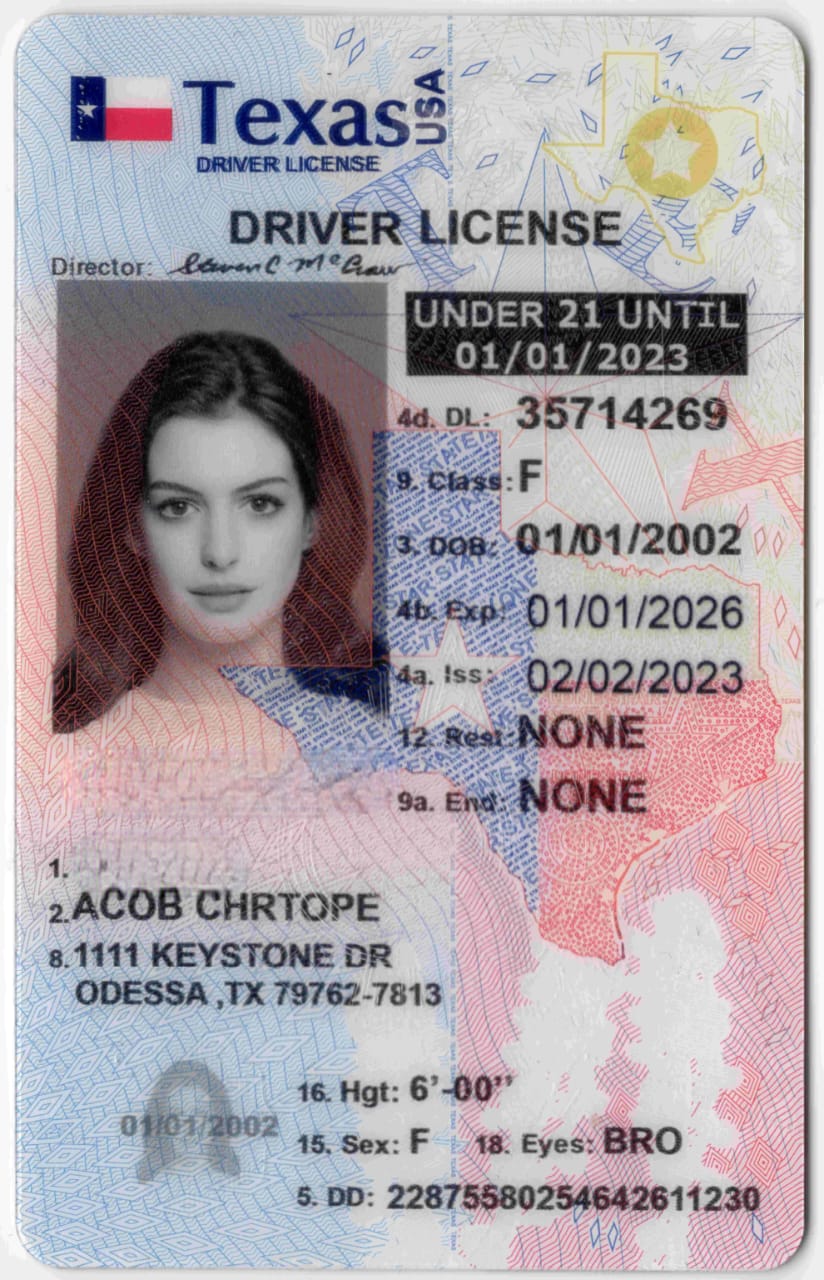 Texas USA
DRIVER LICENSE
DRIVER LICENSE
Director: Steven C McCraw
UNDER 21 UNTIL
01/01/2023
4d. DL: 35714269
9. Class: F
3. DOB: 01/01/2002
4b. Exp: 01/01/2026
4a. Iss: 02/02/2023
12. Rest: NONE
9a. End: NONE
1.
2. ACOB CHRTOPE
8. 1111 KEYSTONE DR
ODESSA ,TX 79762-7813
16. Hgt: 6'-00"
01/01/2002
15. Sex: F 18. Eyes: BRO
5. DD: 22875580254642611230